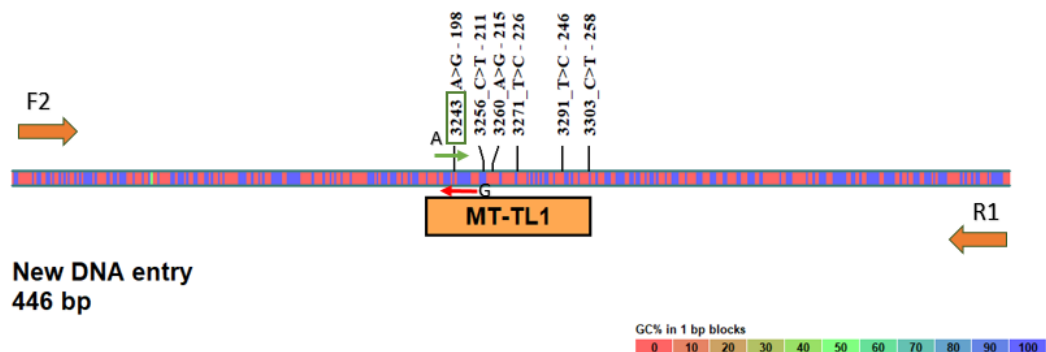 3243_A>G - 198
3256_C>T - 211
3260_A>G - 215
3271_T>C - 226
3291_T>C - 246
3303_C>T - 258
F2
A
G
MT-TL1
R1
New DNA entry
446 bp
GC% in 1 bp blocks
0 10 20 30 40 50 60 70 80 90 100